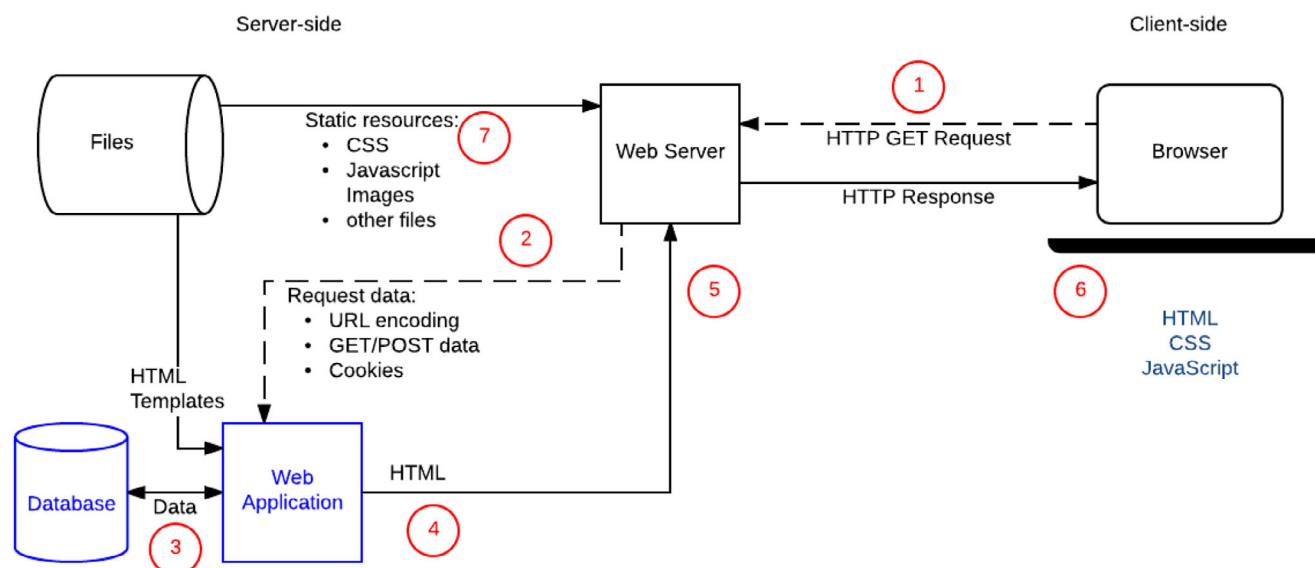 Server-side
Client-side
1
Files
Static resources:
• CSS
• Javascript
Images
• other files
7
Web Server
HTTP GET Request
HTTP Response
Browser
2
Request data:
• URL encoding
• GET/POST data
• Cookies
5
6
HTML
CSS
JavaScript
HTML
Templates
Database
Data
3
Web
Application
HTML
4